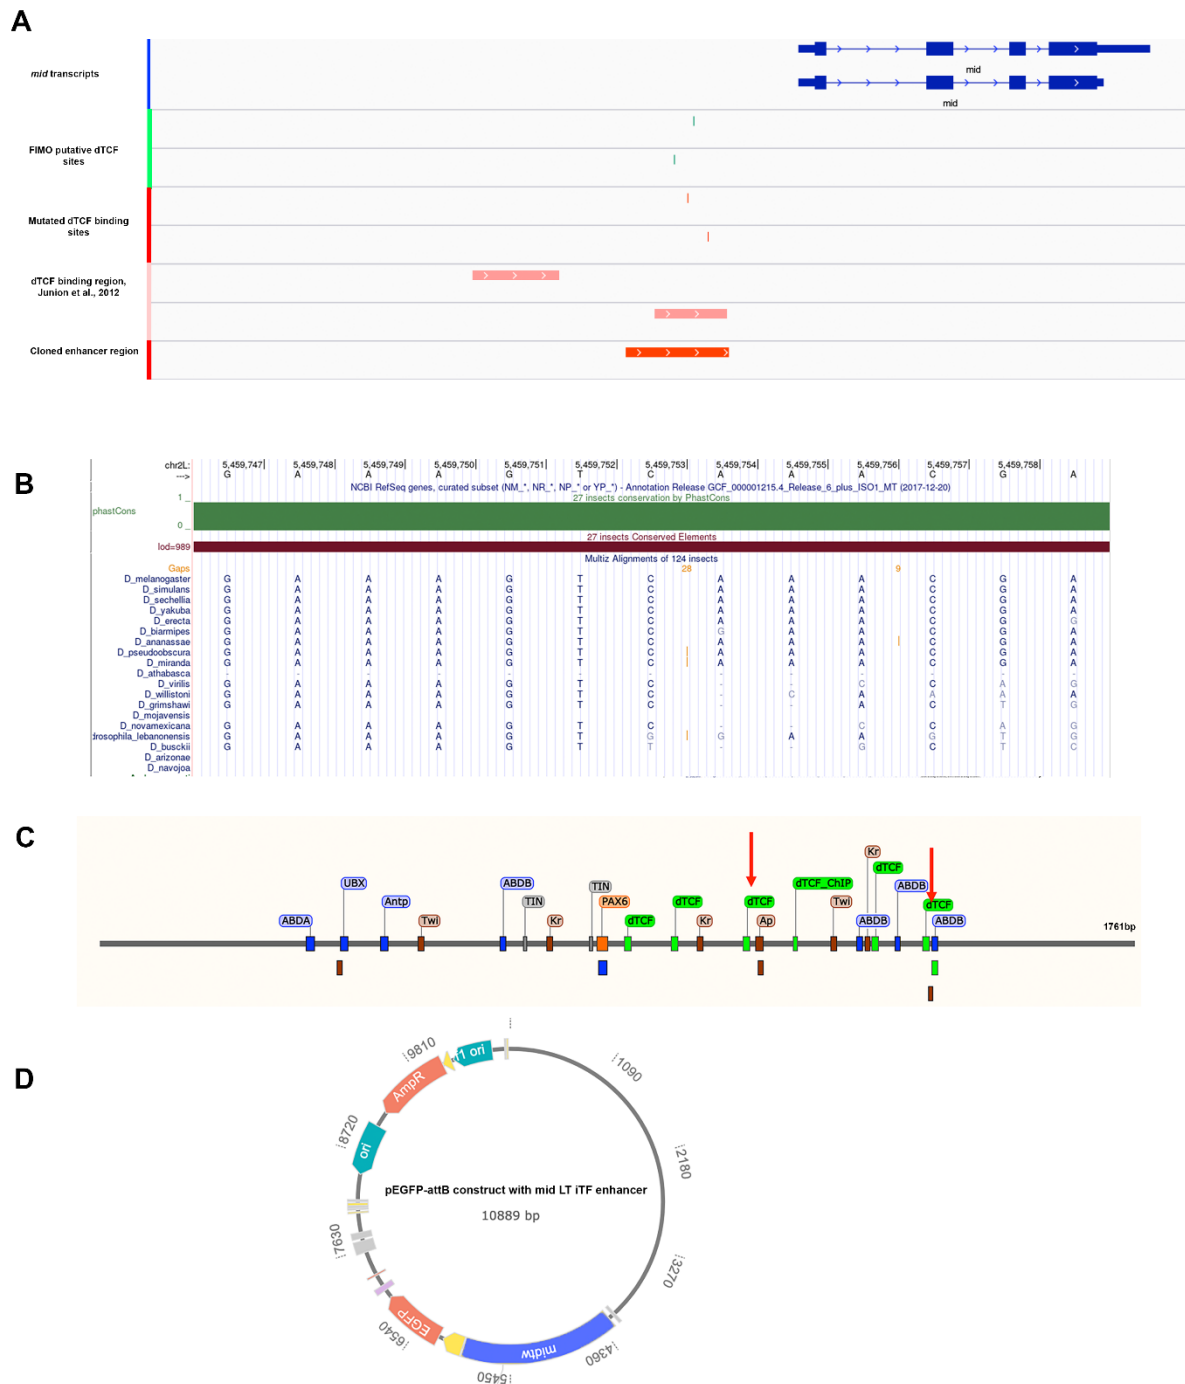 A
mid transcripts
mid
mid
FIMO putative dTCF
sites
Mutated dTCF binding
sites
dTCF binding region,
Junion et al., 2012
Cloned enhancer region
B
chr2L: 5,459,747 5,459,748 5,459,749 5,459,750 5,459,751 5,459,752 5,459,753 5,459,754 5,459,755 5,459,756 5,459,757 5,459,758
---> G A A A G T C A A A C G A
NCBI RefSeq genes, curated subset (NM_*, NR_*, NP_* or YP_*) - Annotation Release GCF_000001215.4_Release_6_plus_ISO1_MT (2017-12-20)
27 insects conservation by PhastCons
1 _
phastCons
0 _
27 insects Conserved Elements
lod=989
Multiz Alignments of 124 insects
Gaps 28 9
D_melanogaster G A A A G T C A A A C G A
D_simulans G A A A G T C A A A C G A
D_sechellia G A A A G T C A A A C G A
D_yakuba G A A A G T C A A A C G A
D_erecta G A A A G T C A A A C G G
D_biarmipes G A A A G T C G A A C G A
D_ananassae G A A A G T C A A A C G A
D_pseudoobscura G A A A G T C A A A C G A
D_miranda G A A A G T C A A A C G A
D_athabasca - - - - - - - - - - - - -
D_virilis G A A A G T C - - C C A G
D_willistoni G A A A G T C - C A A A A
D_grimshawi G A A A G T C - - A C T G
D_mojavensis
D_novamexicana G A A A G T C - - C C A G
drosophila_lebanonensis G A A A G T G G A A G T G
D_busckii G A A A G T T - - G C T C
D_arizonae
D_navojoa
C
ABDA UBX Antp Twi ABDB TIN Kr TIN PAX6 dTCF dTCF Kr dTCF Ap dTCF_ChIP Twi ABDB Kr dTCF ABDB dTCF ABDB
1761bp
D
9810
f1 ori
AmpR
1090
8720
ori
2180
pEGFP-attB construct with mid LT iTF enhancer
10889 bp
7630
3270
EGFP
6540
midtw
4360
5450